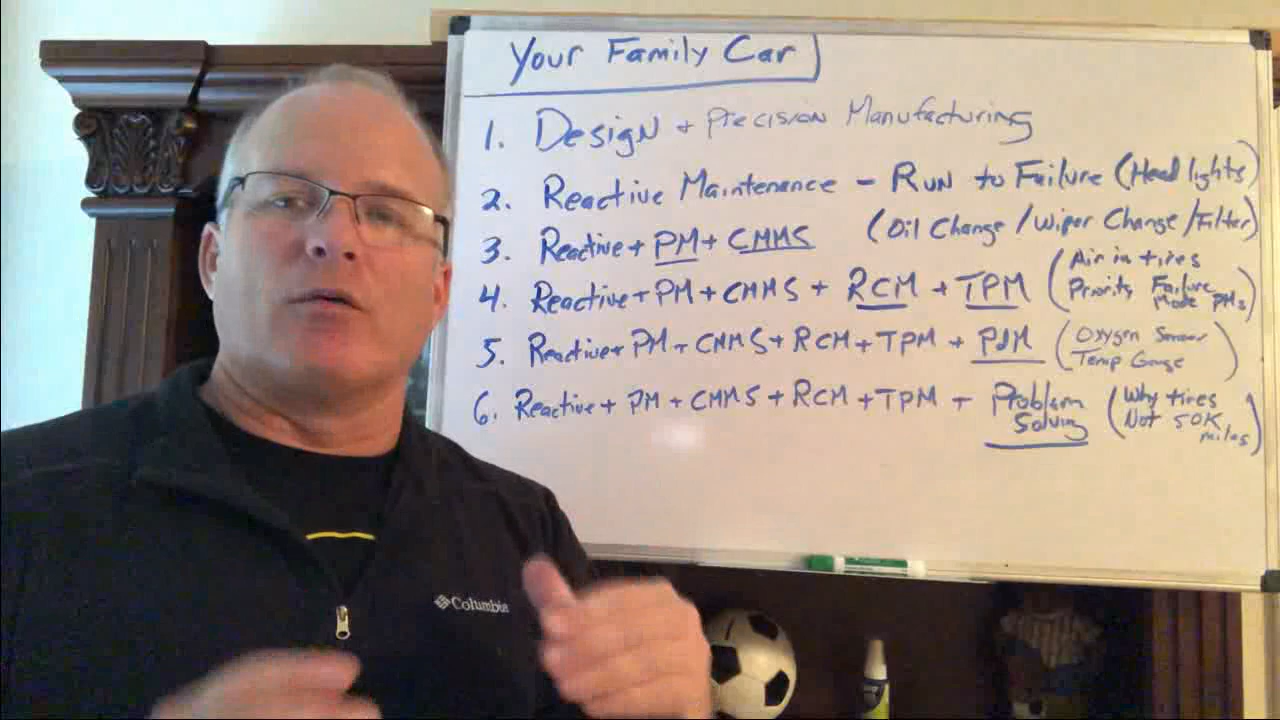 Your Family Car
1. Design + Precision Manufacturing
2. Reactive Maintenance - Run to Failure (Headlights)
3. Reactive + PM + CMMS (Oil Change / Wiper Change / Filter)
4. Reactive + PM + CMMS + RCM + TPM (Air in tires
Priority Failure
Mode PMs)
5. Reactive + PM + CMMS + RCM + TPM + PdM (Oxygen Sensor
Temp Gauge)
6. Reactive + PM + CMMS + RCM + TPM + Problem Solving (Why tires
Not 50K
miles)
Columbia